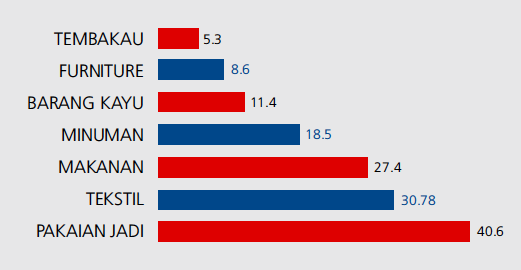 TEMBAKAU 5.3
FURNITURE 8.6
BARANG KAYU 11.4
MINUMAN 18.5
MAKANAN 27.4
TEKSTIL 30.78
PAKAIAN JADI 40.6